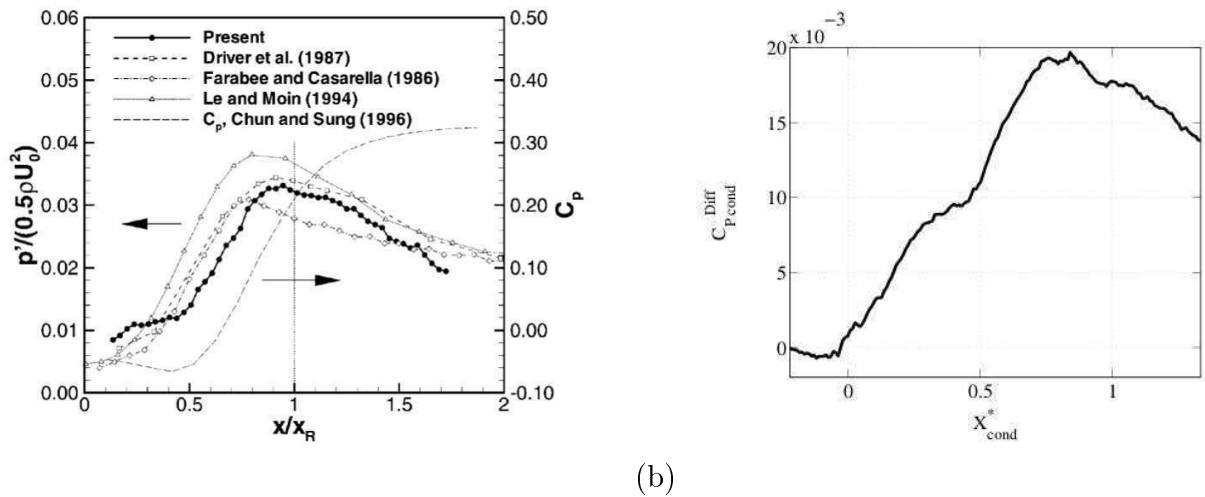 0.06
0.05
0.04
0.03
0.02
0.01
0.00
p'/(0.5ρU₀²)
Present
Driver et al. (1987)
Farabee and Casarella (1986)
Le and Moin (1994)
Cₚ, Chun and Sung (1996)
0.50
0.40
0.30
0.20
0.10
0.00
-0.10
Cₚ
0 0.5 1 1.5 2
x/x_R
20 x 10⁻³
15
10
5
0
C_{P cond}^{Diff}
0 0.5 1
X*_{cond}
(b)